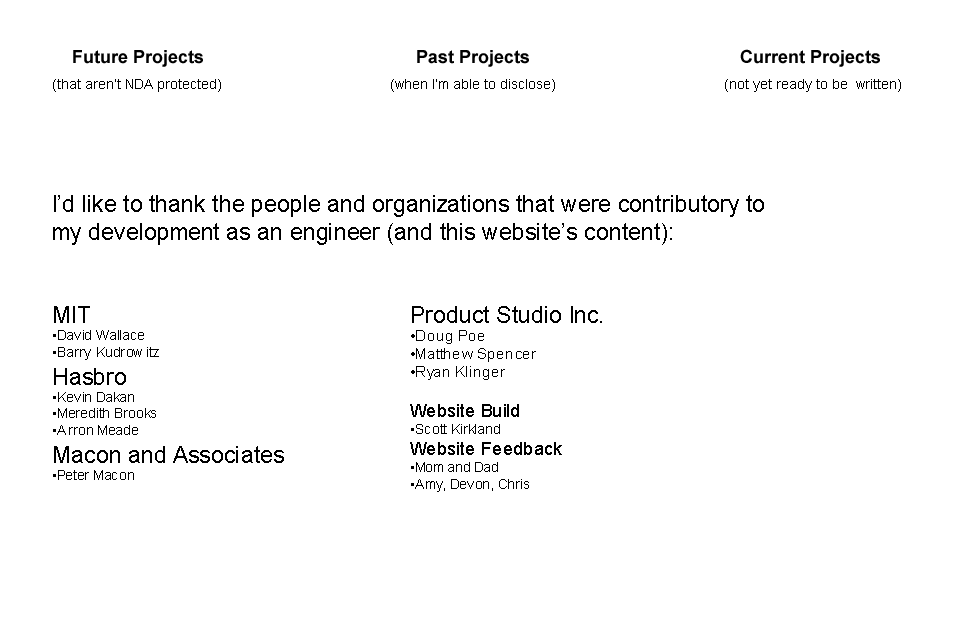 Future Projects
Past Projects
Current Projects
(that aren't NDA protected)
(when I'm able to disclose)
(not yet ready to be written)
I'd like to thank the people and organizations that were contributory to
my development as an engineer (and this website's content):
MIT
•David Wallace
•Barry Kudrowitz
Hasbro
•Kevin Dakan
•Meredith Brooks
•Arron Meade
Macon and Associates
•Peter Macon
Product Studio Inc.
•Doug Poe
•Matthew Spencer
•Ryan Klinger
Website Build
•Scott Kirkland
Website Feedback
•Mom and Dad
•Amy, Devon, Chris